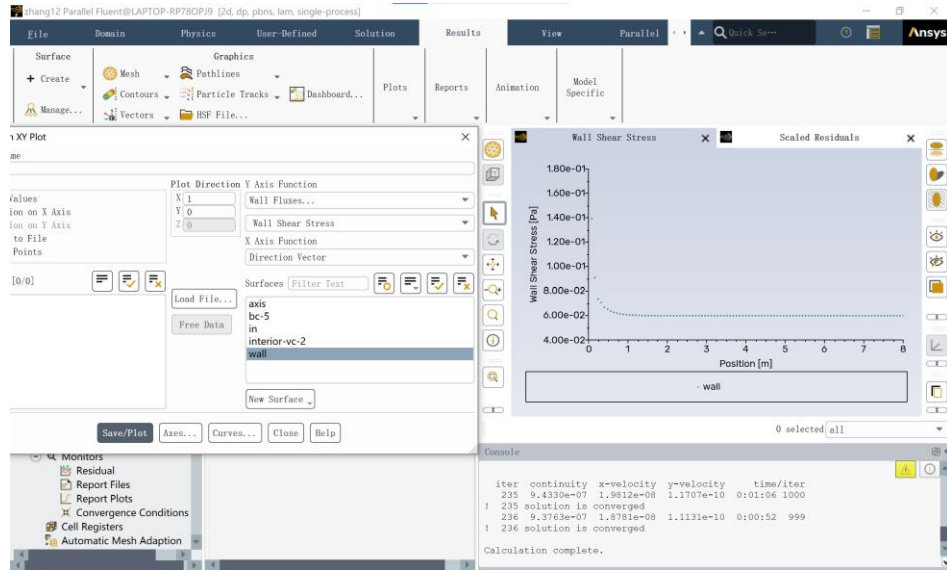 zhang12 Parallel Fluent@LAPTOP-RP78OPJ9 [2d, dp, pbns, lam, single-process]
File Domain Physics User-Defined Solution Results View Parallel Quick Se··· Ansys
Surface
+ Create
Manage...
Graphics
Mesh Pathlines
Contours Particle Tracks Dashboard...
Vectors HSF File...
Plots
Reports
Animation
Model
Specific
n XY Plot
me
Values
ion on X Axis
ion on Y Axis
to File
Points
[0/0]
Plot Direction
X 1
Y 0
Z 0
Load File...
Free Data
Y Axis Function
Wall Fluxes...
Wall Shear Stress
X Axis Function
Direction Vector
Surfaces Filter Text
axis
bc-5
in
interior-vc-2
wall
New Surface
Save/Plot Axes... Curves... Close Help
Monitors
Residual
Report Files
Report Plots
Convergence Conditions
Cell Registers
Automatic Mesh Adaption
Wall Shear Stress
Scaled Residuals
Wall Shear Stress [Pa]
1.80e-01
1.60e-01
1.40e-01
1.20e-01
1.00e-01
8.00e-02
6.00e-02
4.00e-02
0 1 2 3 4 5 6 7 8
Position [m]
wall
0 selected all
Console
iter continuity x-velocity y-velocity time/iter
235 9.4330e-07 1.9812e-08 1.1707e-10 0:01:06 1000
! 235 solution is converged
236 9.3763e-07 1.8781e-08 1.1131e-10 0:00:52 999
! 236 solution is converged
Calculation complete.